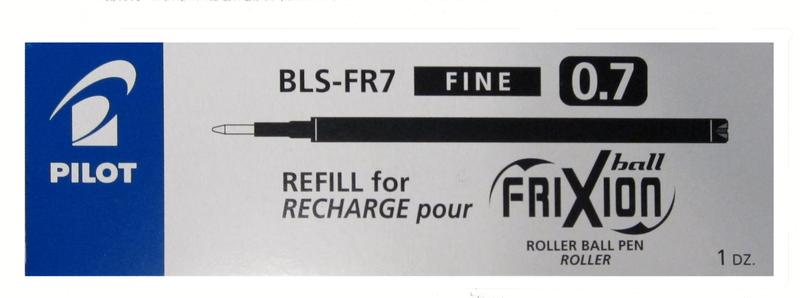 PILOT
BLS-FR7 FINE 0.7
REFILL for
RECHARGE pour
FRIXION ball
ROLLER BALL PEN
ROLLER
1 DZ.